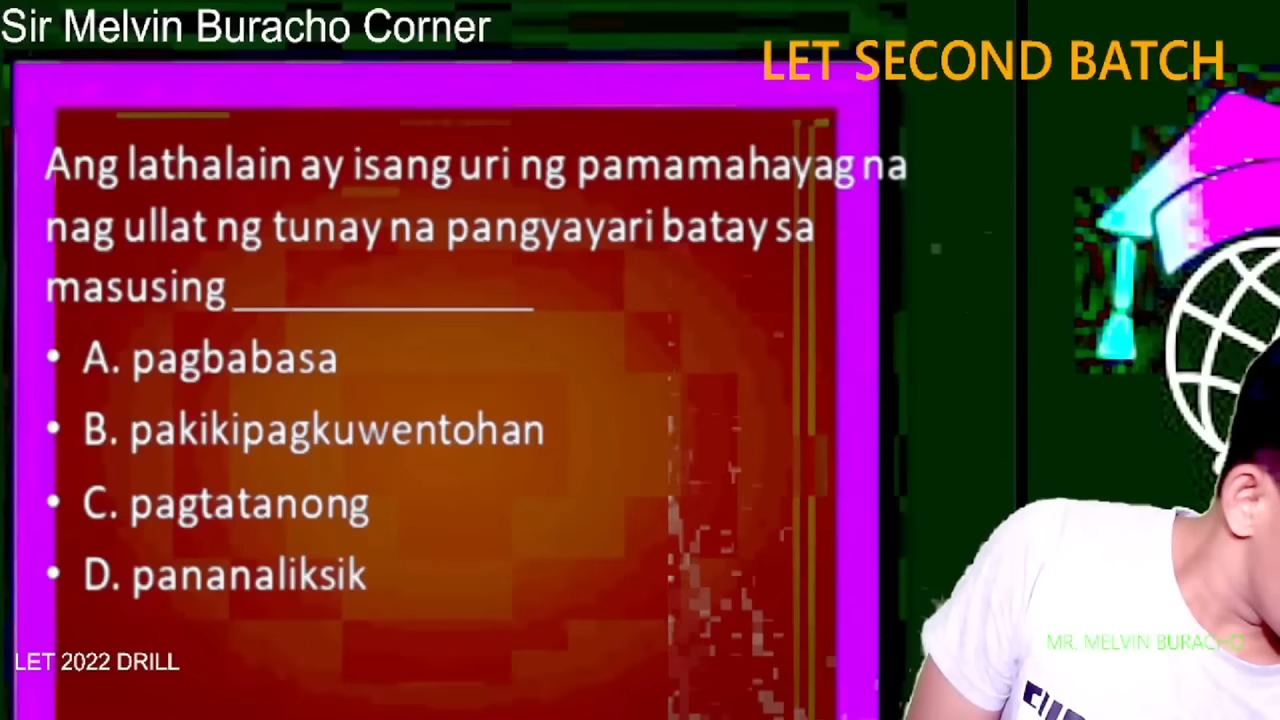 Sir Melvin Buracho Corner
LET SECOND BATCH
Ang lathalain ay isang uri ng pamamahayag na
nag ullat ng tunay na pangyayari batay sa
masusing _______________
• A. pagbabasa
• B. pakikipagkuwentohan
• C. pagtatanong
• D. pananaliksik
LET 2022 DRILL
MR. MELVIN BURACHO